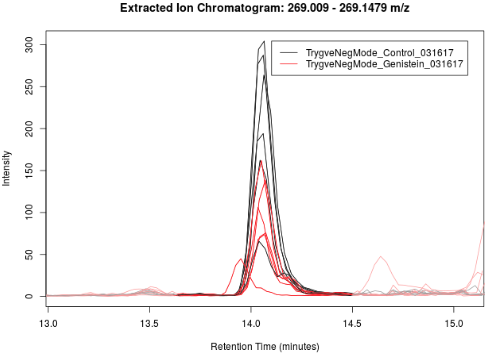 Extracted Ion Chromatogram: 269.009 - 269.1479 m/z
TrygveNegMode_Control_031617
TrygveNegMode_Genistein_031617
Intensity
300
250
200
150
100
50
0
13.0 13.5 14.0 14.5 15.0
Retention Time (minutes)